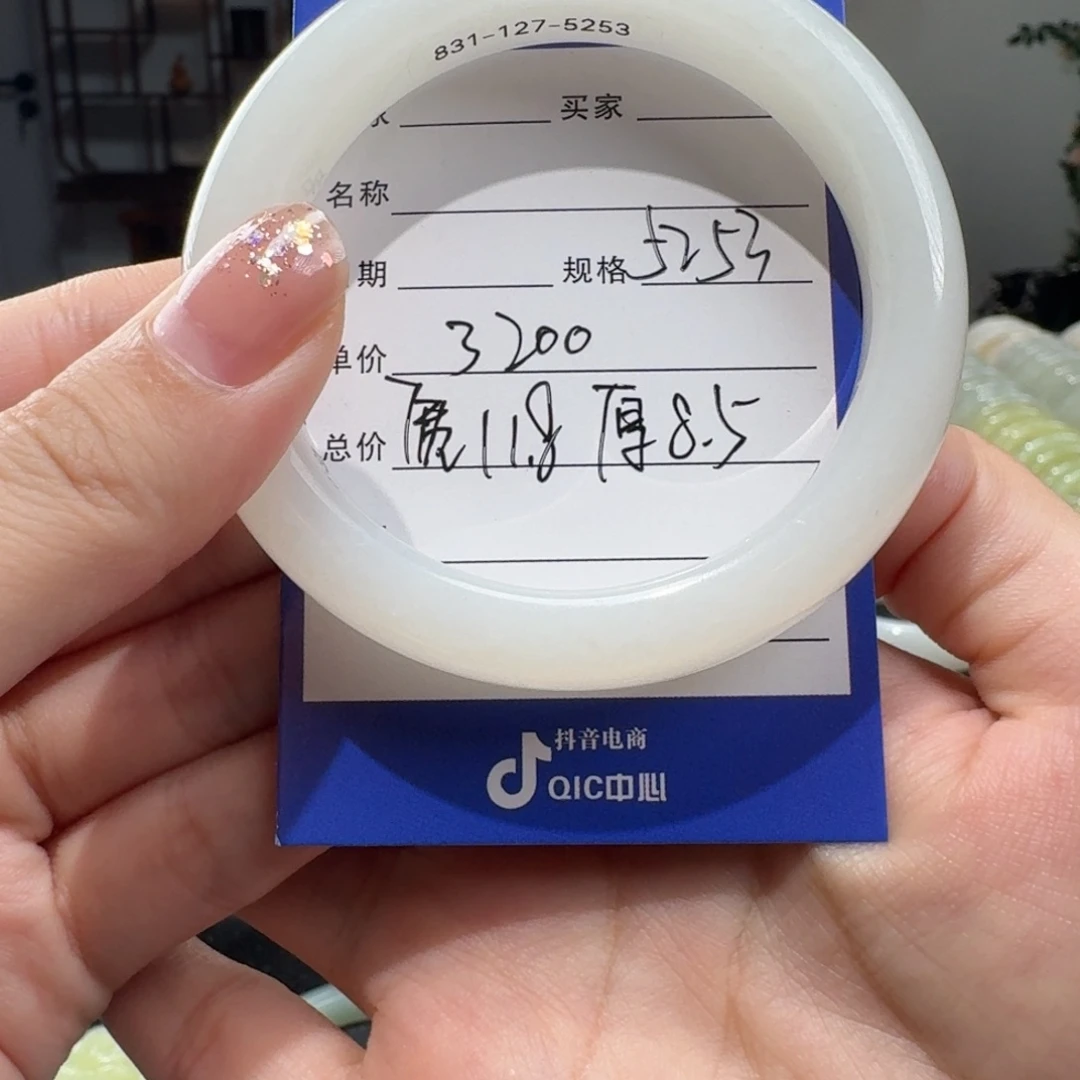 831-127-5253
家 买家
名称
期 规格 5253
单价 3200
总价 宽11.8 厚8.5
抖音电商
QIC中心